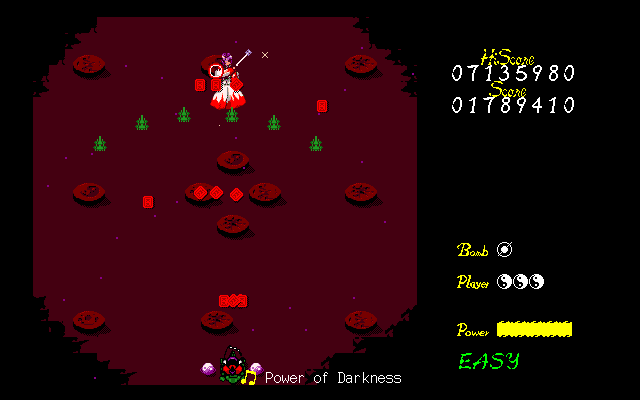 HiScore
07135980
Score
01789410
Bomb
Player
Power
EASY
Power of Darkness